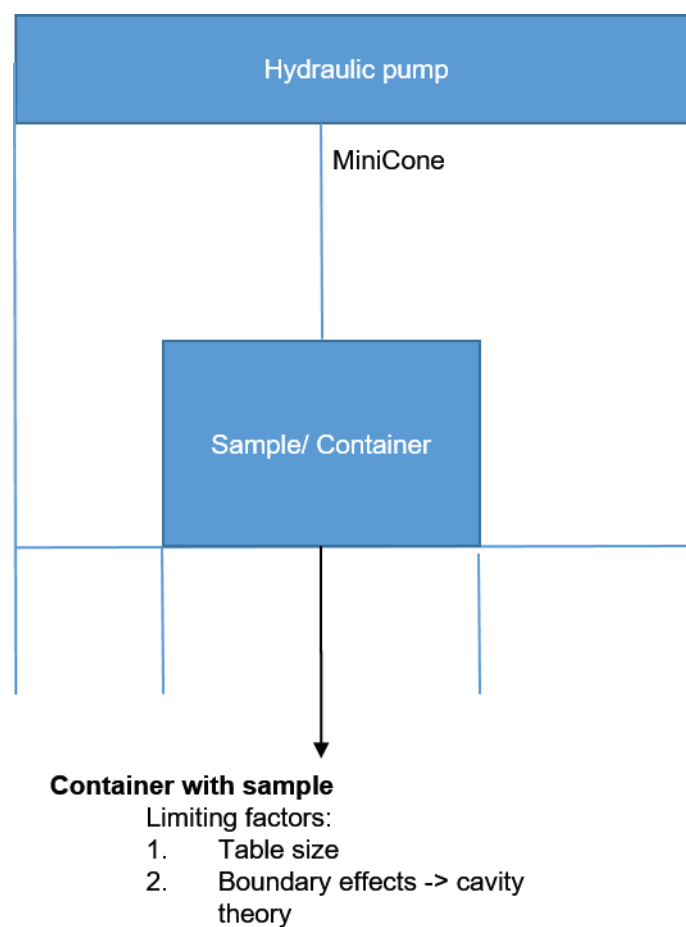 Hydraulic pump
MiniCone
Sample/ Container
Container with sample
Limiting factors:
1. Table size
2. Boundary effects -> cavity
theory